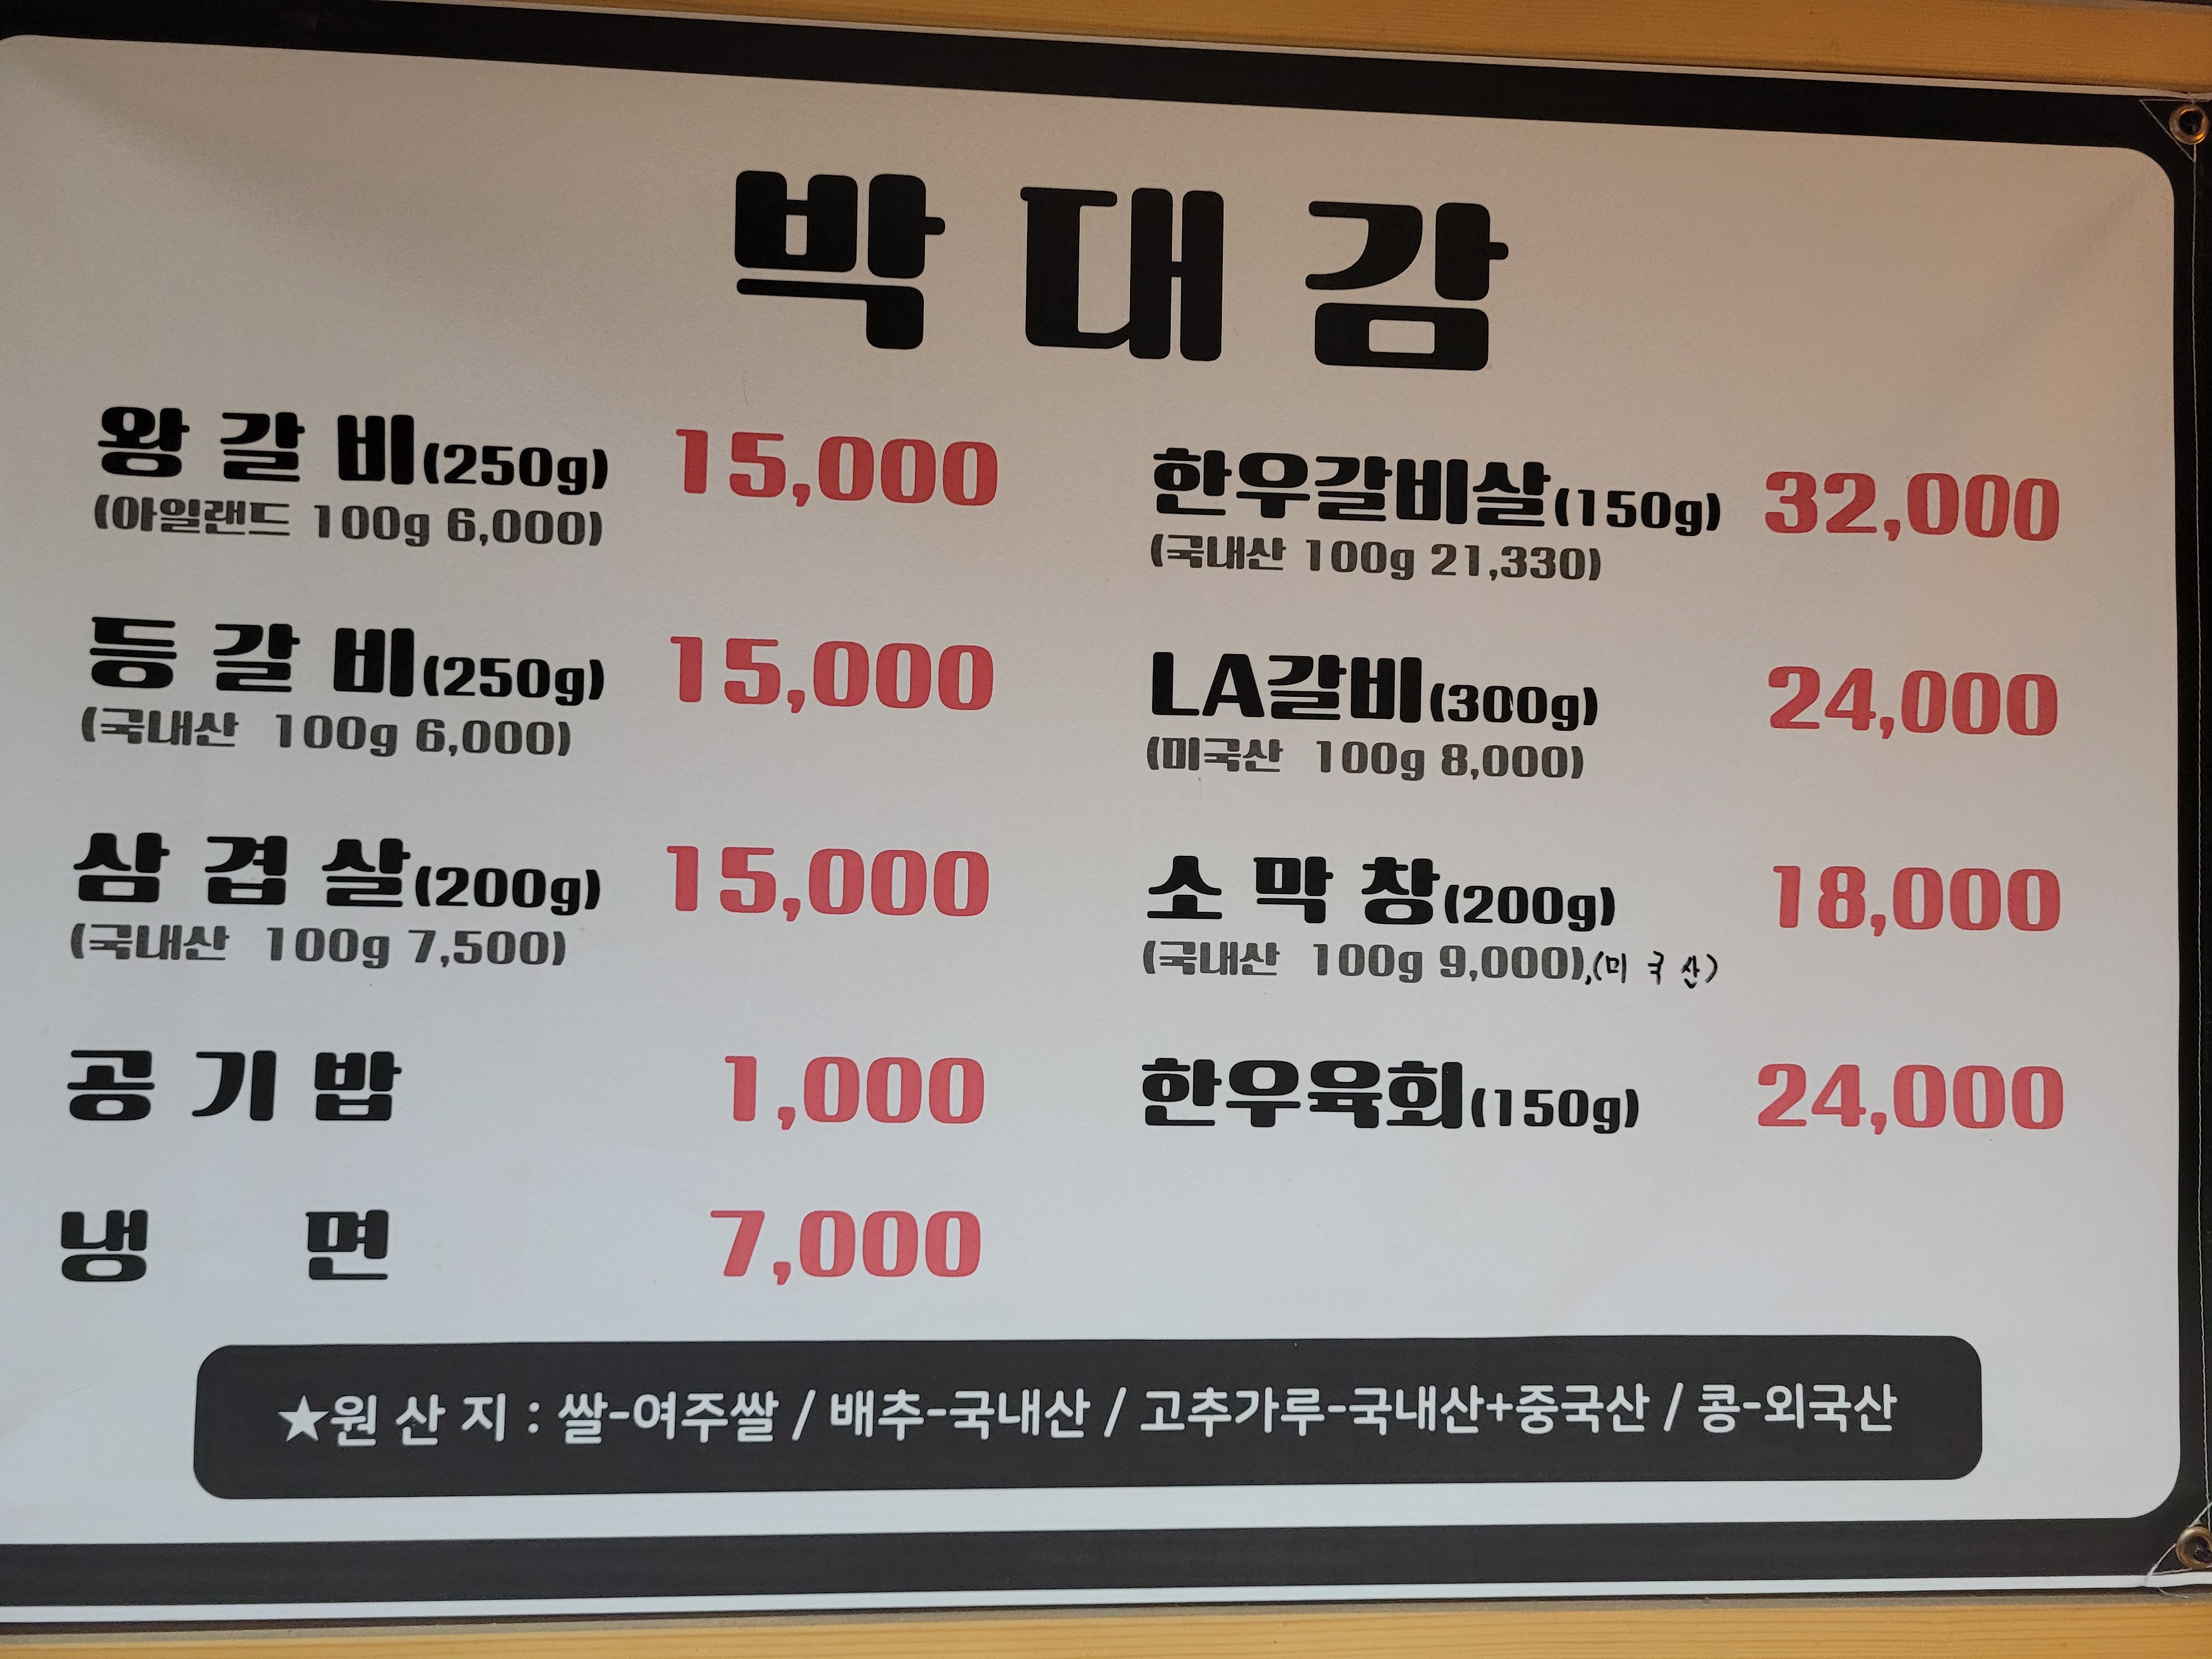 박대감
왕갈비(250g) 15,000
(아일랜드 100g 6,000)
등갈비(250g) 15,000
(국내산 100g 6,000)
삼겹살(200g) 15,000
(국내산 100g 7,500)
공기밥 1,000
냉면 7,000
한우갈비살(150g) 32,000
(국내산 100g 21,330)
LA갈비(300g) 24,000
(미국산 100g 8,000)
소막창(200g) 18,000
(국내산 100g 9,000),(미국산)
한우육회(150g) 24,000
★원산지 : 쌀-여주쌀 / 배추-국내산 / 고추가루-국내산+중국산 / 콩-외국산